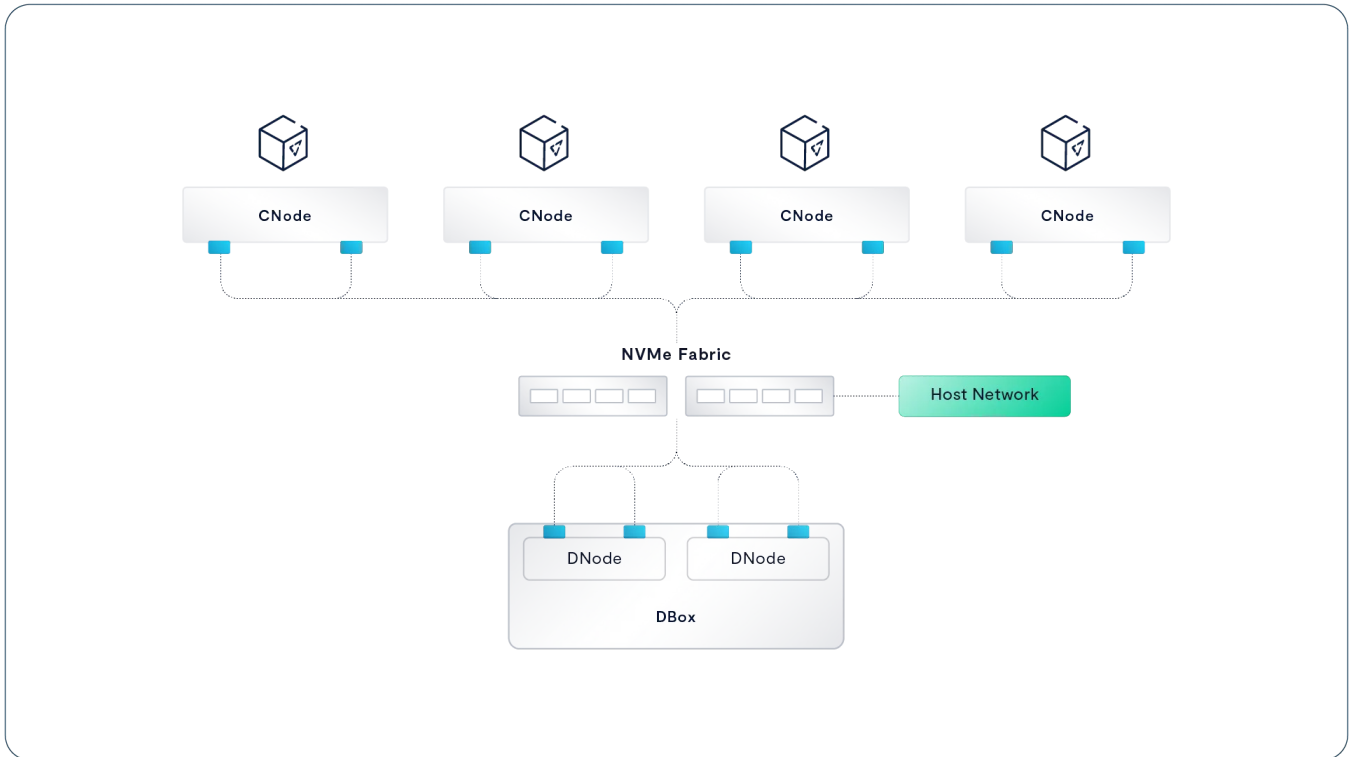 CNode
CNode
CNode
CNode
NVMe Fabric
Host Network
DNode
DNode
DBox